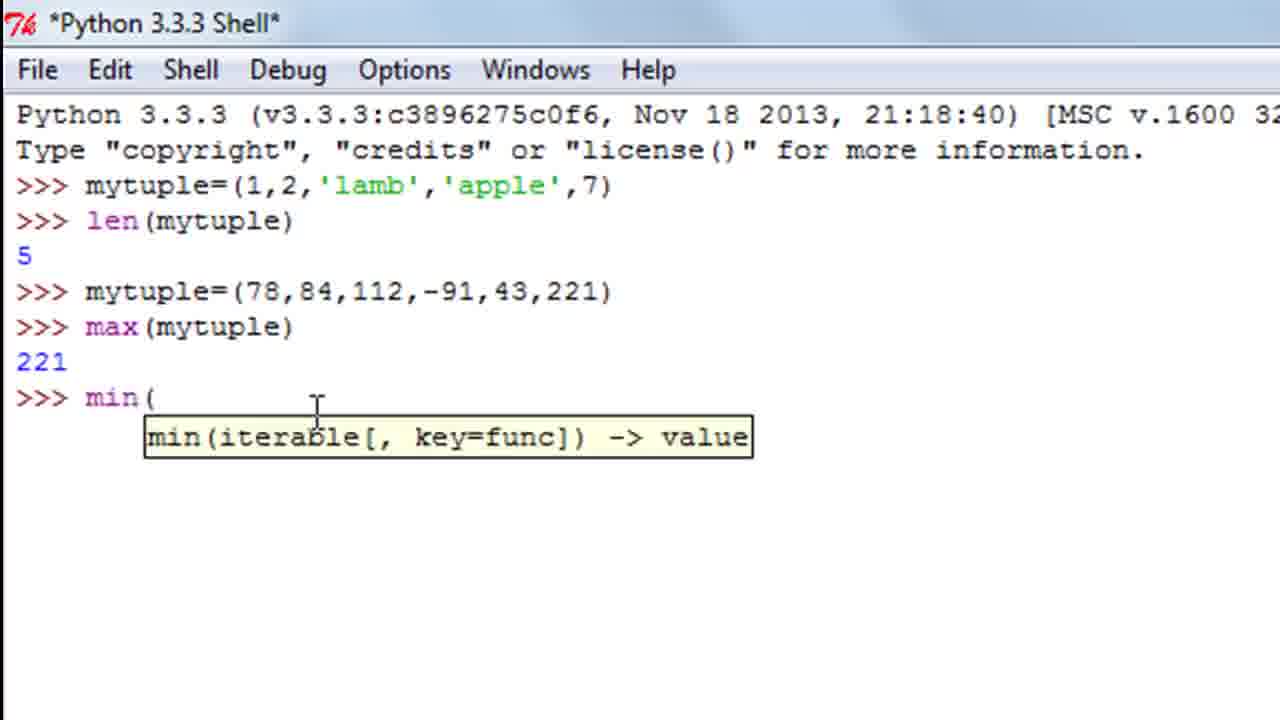 *Python 3.3.3 Shell*
File Edit Shell Debug Options Windows Help
Python 3.3.3 (v3.3.3:c3896275c0f6, Nov 18 2013, 21:18:40) [MSC v.1600 32
Type "copyright", "credits" or "license()" for more information.
>>> mytuple=(1,2,'lamb','apple',7)
>>> len(mytuple)
5
>>> mytuple=(78,84,112,-91,43,221)
>>> max(mytuple)
221
>>> min(
min(iterable[, key=func]) -> value